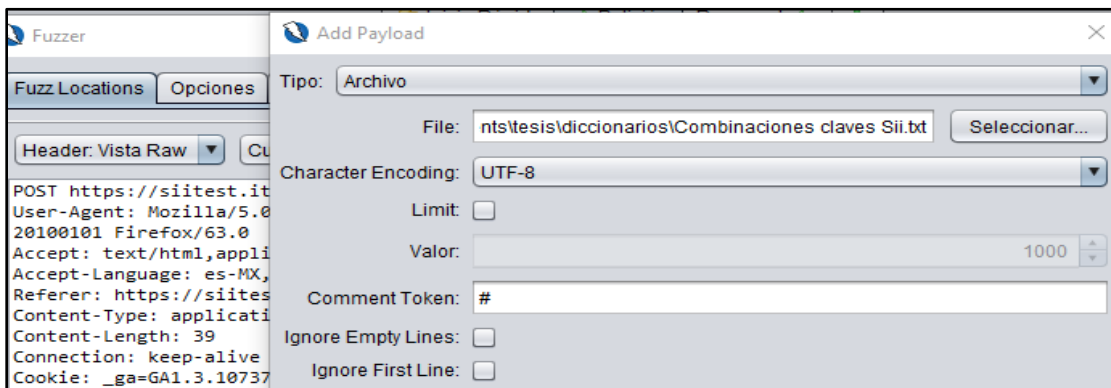 Fuzzer
Fuzz Locations
Opciones
Header: Vista Raw
Cu
POST https://siitest.it
User-Agent: Mozilla/5.0
20100101 Firefox/63.0
Accept: text/html,appli
Accept-Language: es-MX,
Referer: https://siites
Content-Type: applicati
Content-Length: 39
Connection: keep-alive
Cookie: _ga=GA1.3.10737
Add Payload
Tipo: Archivo
File: nts\tesis\diccionarios\Combinaciones claves Sii.txt Seleccionar...
Character Encoding: UTF-8
Limit:
Valor: 1000
Comment Token: #
Ignore Empty Lines:
Ignore First Line: